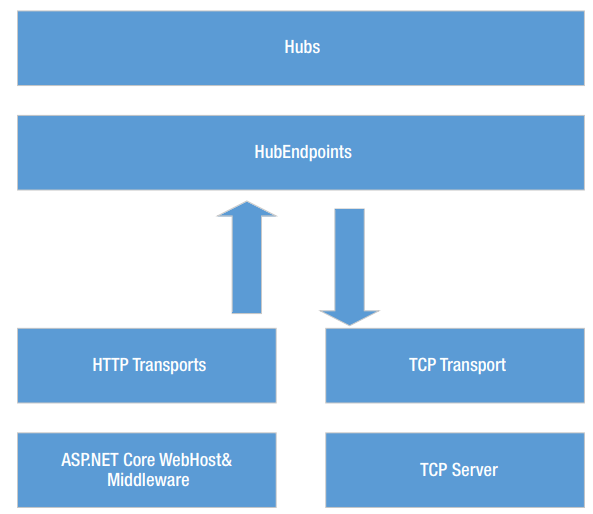 Hubs
HubEndpoints
HTTP Transports
TCP Transport
ASP.NET Core WebHost&
Middleware
TCP Server